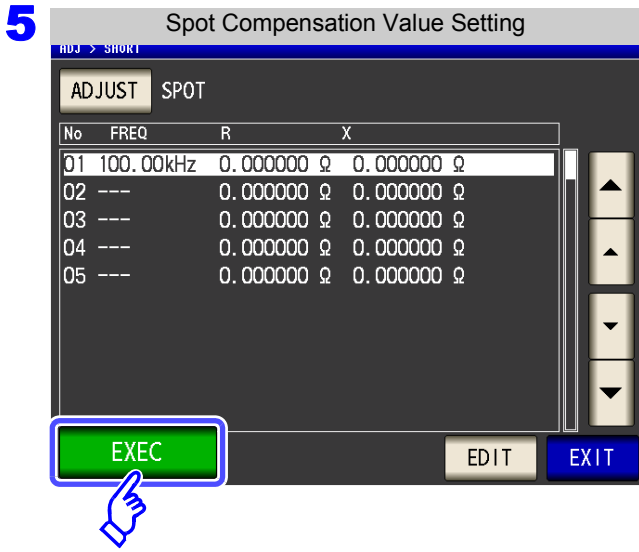 5
Spot Compensation Value Setting
ADJ > SHORT
ADJUST SPOT
No FREQ R X
01 100.00kHz 0.000000 Ω 0.000000 Ω
02 --- 0.000000 Ω 0.000000 Ω
03 --- 0.000000 Ω 0.000000 Ω
04 --- 0.000000 Ω 0.000000 Ω
05 --- 0.000000 Ω 0.000000 Ω
EXEC EDIT EXIT